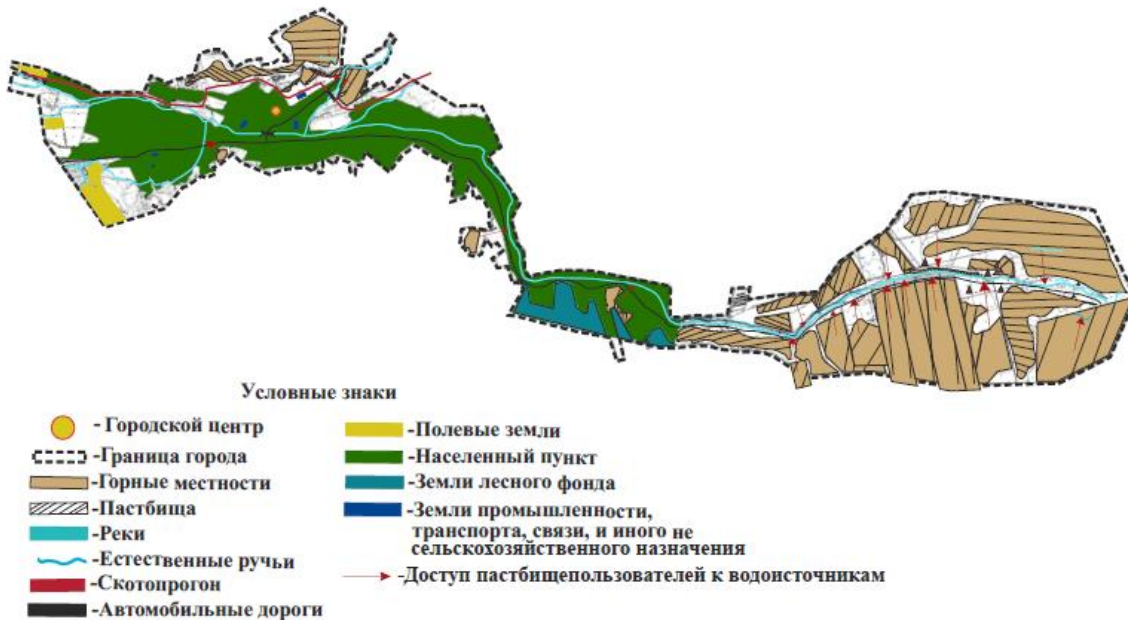 Условные знаки
- Городской центр
-Граница города
-Горные местности
-Пастбища
-Реки
-Естественные ручьи
-Скотопрогон
-Автомобильные дороги
-Полевые земли
-Населенный пункт
-Земли лесного фонда
-Земли промышленности,
транспорта, связи, и иного не
сельскохозяйственного назначения
-Доступ пастбищепользователей к водоисточникам